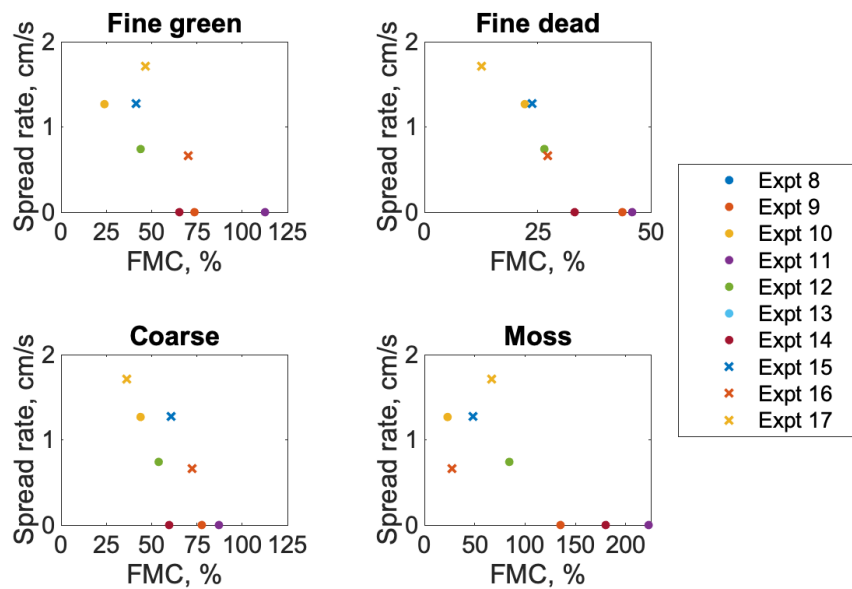 Fine green
Spread rate, cm/s
2
1
0
0 25 50 75 100 125
FMC, %
Fine dead
Spread rate, cm/s
2
1
0
0 25 50
FMC, %
Coarse
Spread rate, cm/s
2
1
0
0 25 50 75 100 125
FMC, %
Moss
Spread rate, cm/s
2
1
0
0 50 100 150 200
FMC, %
Expt 8
Expt 9
Expt 10
Expt 11
Expt 12
Expt 13
Expt 14
Expt 15
Expt 16
Expt 17